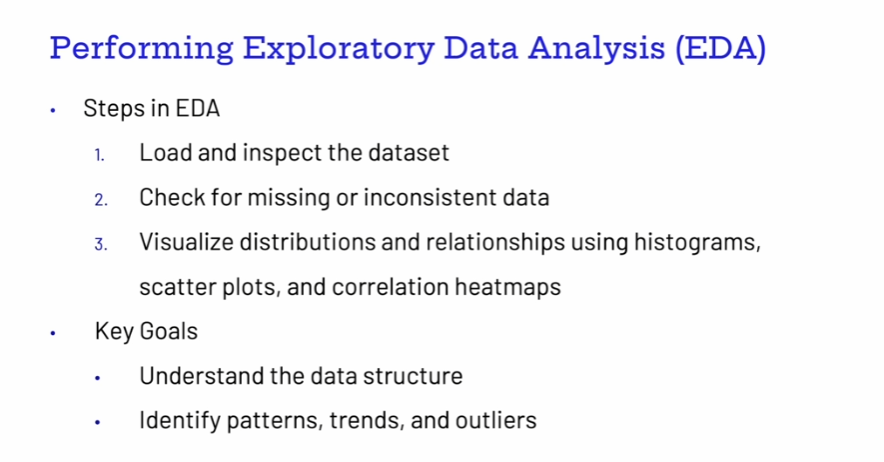 Performing Exploratory Data Analysis (EDA)
• Steps in EDA
1. Load and inspect the dataset
2. Check for missing or inconsistent data
3. Visualize distributions and relationships using histograms,
scatter plots, and correlation heatmaps
• Key Goals
• Understand the data structure
• Identify patterns, trends, and outliers